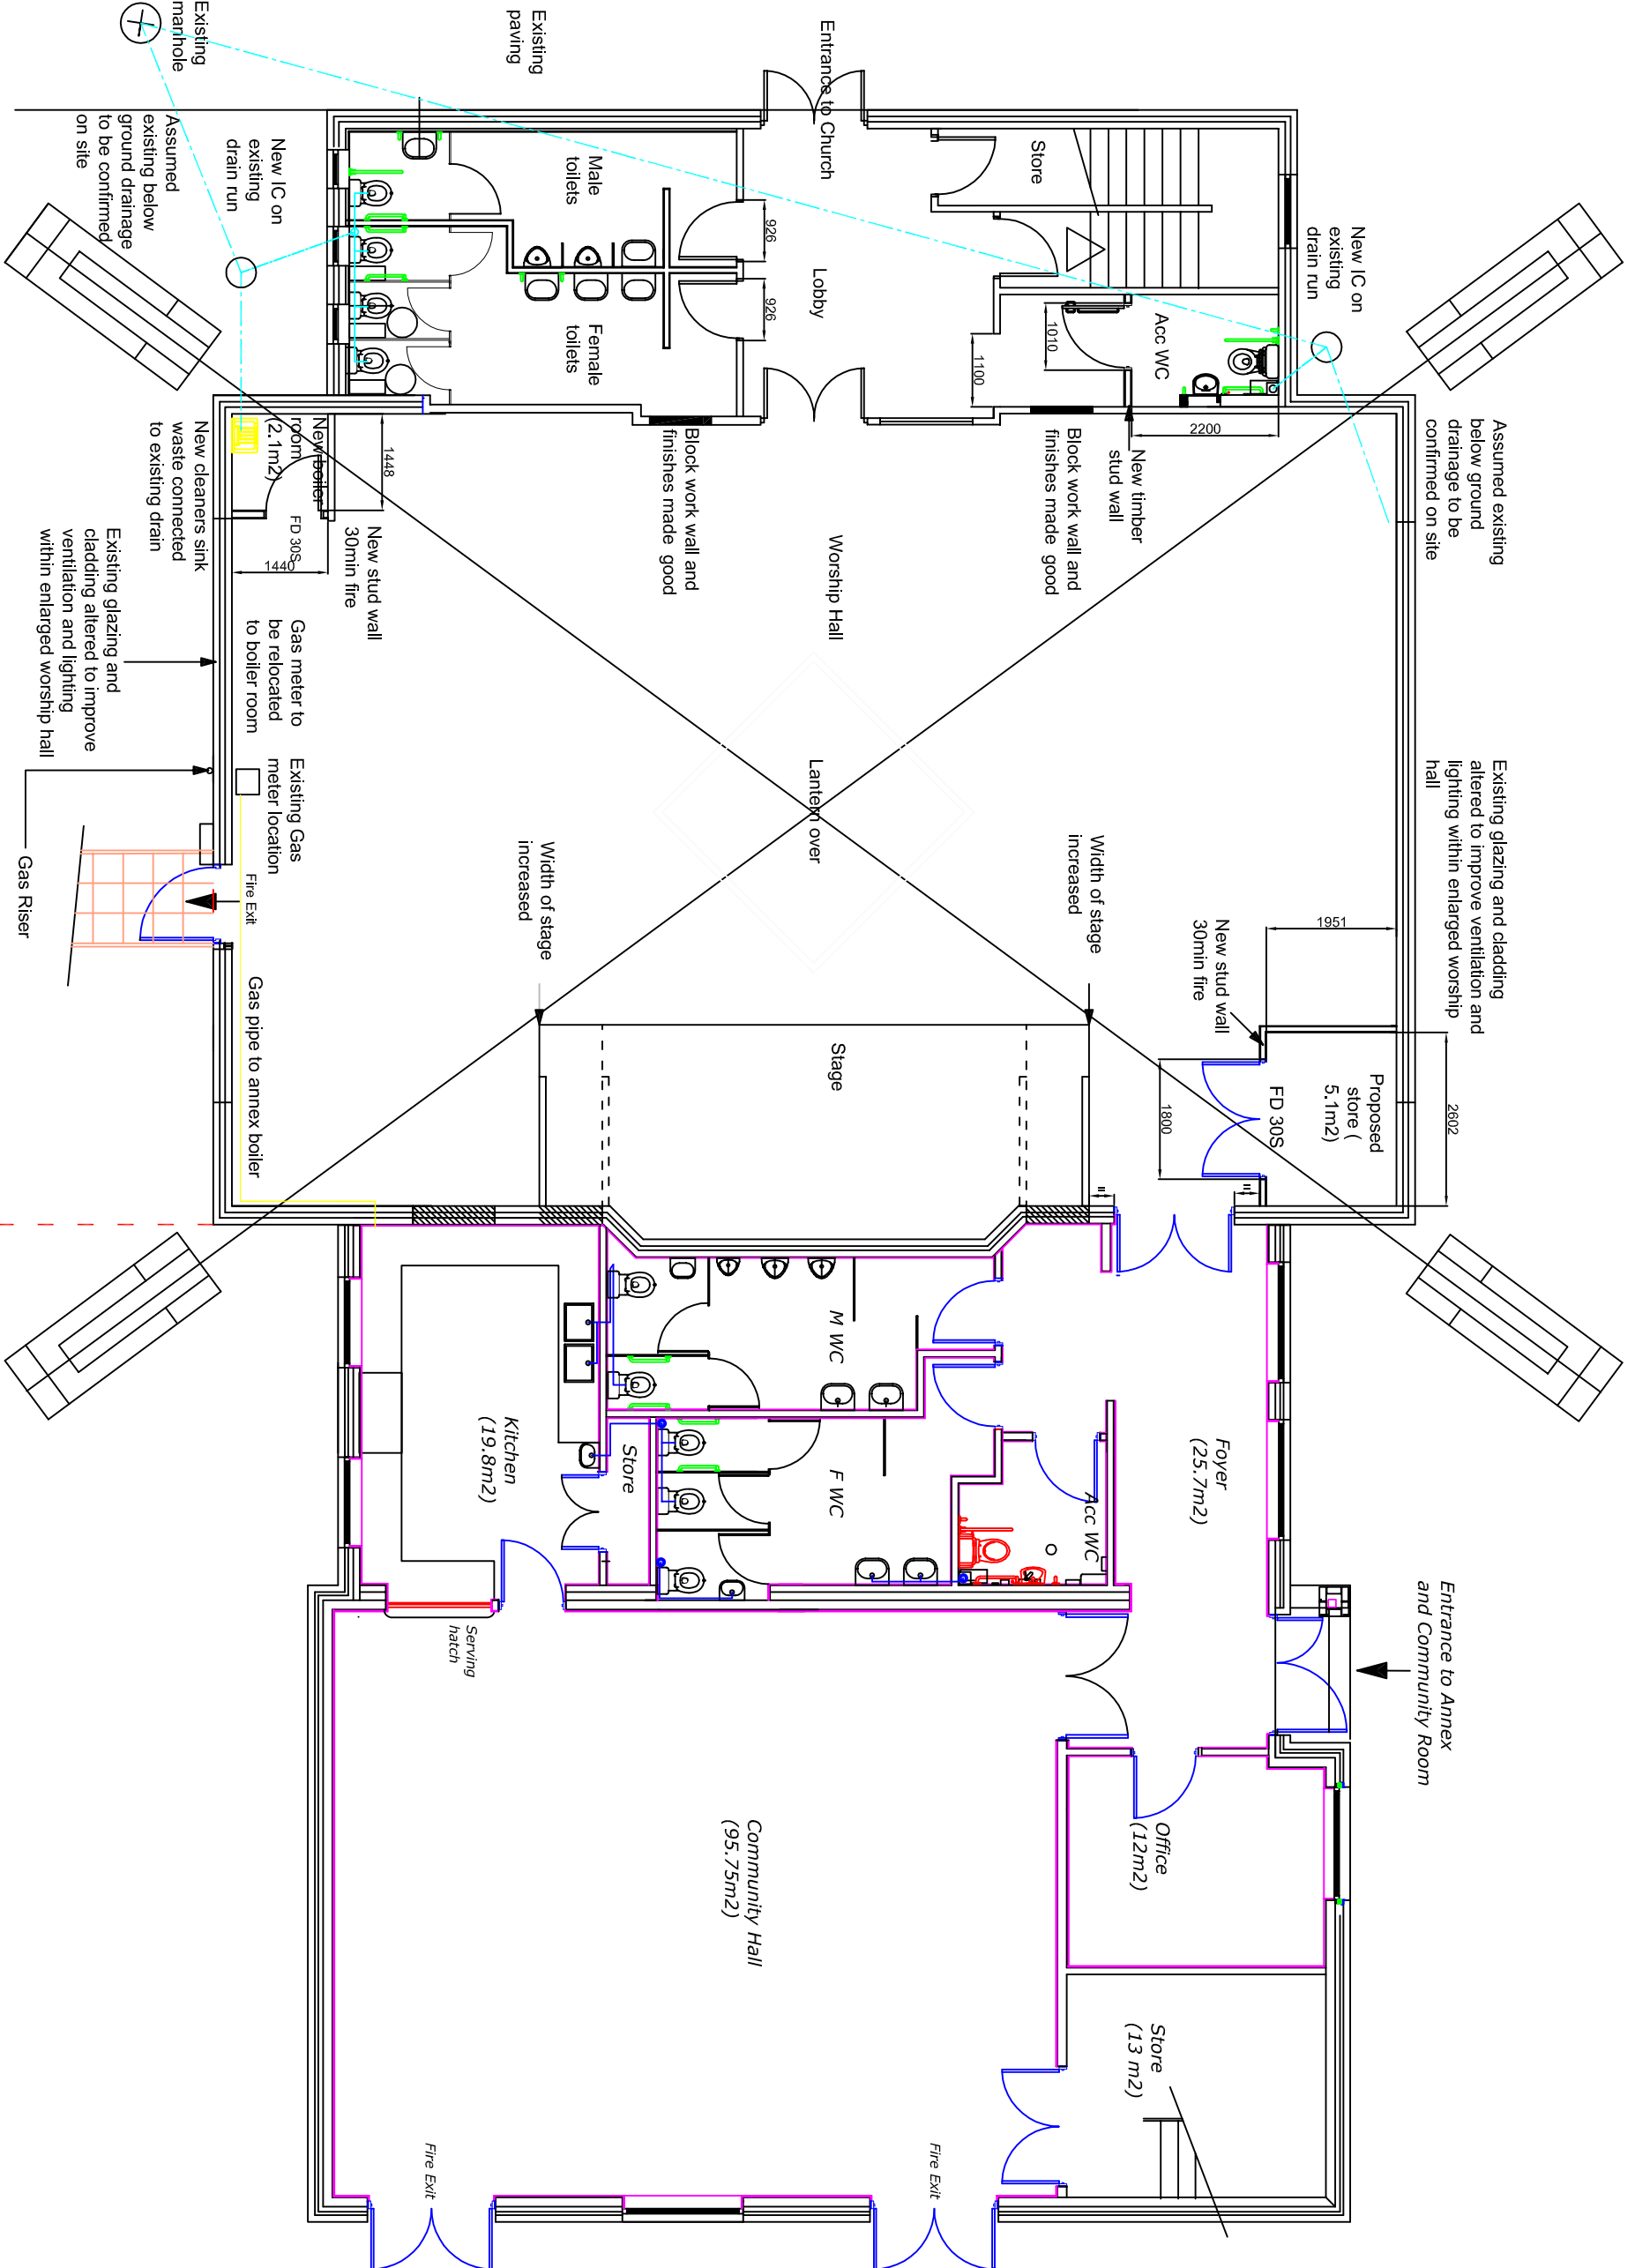 Existing
manhole
Existing
paving
Entrance to Church
Assumed
existing below
ground drainage
to be confirmed
on site
New IC on
existing
drain run
Male
toilets
926
Lobby
926
Female
toilets
Store
1010
1100
Acc WC
2200
New IC on
existing
drain run
Assumed existing
below ground
drainage to be
confirmed on site
New timber
stud wall
Block work wall and
finishes made good
Block work wall and
finishes made good
Worship Hall
1448
New boiler
room
(2.1m2)
FD 30S
1440
New stud wall
30min fire
New cleaners sink
waste connected
to existing drain
Existing glazing and
cladding altered to improve
ventilation and lighting
within enlarged worship hall
Gas meter to
be relocated
to boiler room
Existing Gas
meter location
Gas Riser
Fire Exit
Gas pipe to annex boiler
Lantern over
Width of stage
increased
Width of stage
increased
Stage
Existing glazing and cladding
altered to improve ventilation and
lighting within enlarged worship
hall
1951
New stud wall
30min fire
Proposed
store (
5.1m2)
FD 30S
2602
1800
=
=
M WC
Kitchen
(19.8m2)
Store
F WC
Acc WC
Foyer
(25.7m2)
Entrance to Annex
and Community Room
Serving
hatch
Community Hall
(95.75m2)
Office
(12m2)
Store
(13 m2)
Fire Exit
Fire Exit